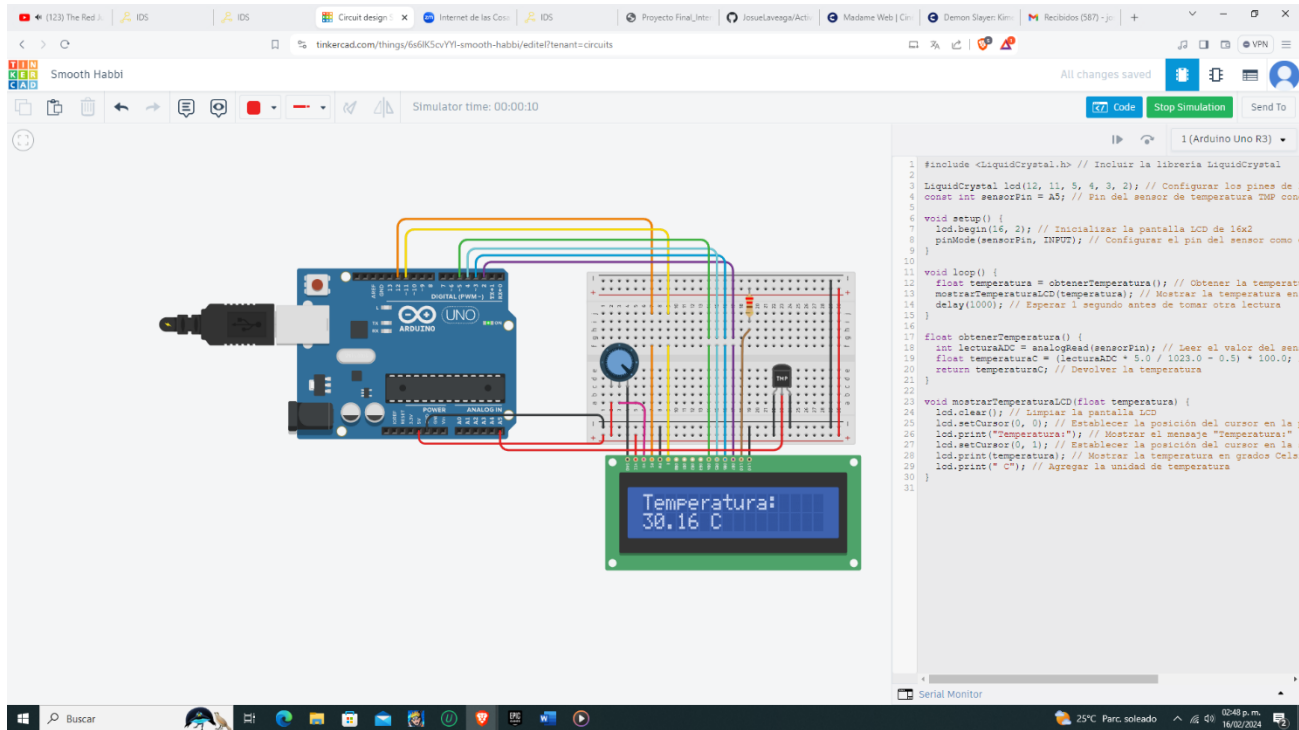 (123) The Red J
IDS
IDS
Circuit design S
Internet de las Cosa
IDS
Proyecto Final_Inter
JosueLaveaga/Activ
Madame Web | Cin
Demon Slayer: Kime
Recibidos (587) - jo
tinkercad.com/things/6s6lK5cvYYl-smooth-habbi/editel?tenant=circuits
VPN
TINKERCAD
Smooth Habbi
All changes saved
Simulator time: 00:00:10
Code
Stop Simulation
Send To
1 (Arduino Uno R3)
1 #include <LiquidCrystal.h> // Incluir la librería LiquidCrystal
2
3 LiquidCrystal lcd(12, 11, 5, 4, 3, 2); // Configurar los pines de
4 const int sensorPin = A5; // Pin del sensor de temperatura TMP con
5
6 void setup() {
7 lcd.begin(16, 2); // Inicializar la pantalla LCD de 16x2
8 pinMode(sensorPin, INPUT); // Configurar el pin del sensor como
9 }
10
11 void loop() {
12 float temperatura = obtenerTemperatura(); // Obtener la temperat
13 mostrarTemperaturaLCD(temperatura); // Mostrar la temperatura en
14 delay(1000); // Esperar 1 segundo antes de tomar otra lectura
15 }
16
17 float obtenerTemperatura() {
18 int lecturaADC = analogRead(sensorPin); // Leer el valor del sen
19 float temperaturaC = (lecturaADC * 5.0 / 1023.0 - 0.5) * 100.0;
20 return temperaturaC; // Devolver la temperatura
21 }
22
23 void mostrarTemperaturaLCD(float temperatura) {
24 lcd.clear(); // Limpiar la pantalla LCD
25 lcd.setCursor(0, 0); // Establecer la posición del cursor en la
26 lcd.print("Temperatura:"); // Mostrar el mensaje "Temperatura:"
27 lcd.setCursor(0, 1); // Establecer la posición del cursor en la
28 lcd.print(temperatura); // Mostrar la temperatura en grados Cels
29 lcd.print(" C"); // Agregar la unidad de temperatura
30 }
31
DIGITAL (PWM~)
UNO
ARDUINO
TX
RX
ON
POWER
ANALOG IN
TMP
Temperatura:
30.16 C
Serial Monitor
Buscar
25°C Parc. soleado
02:48 p. m.
16/02/2024